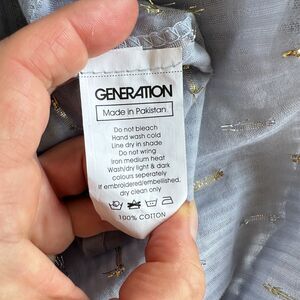 GENERATION
Made in Pakistan
Do not bleach
Hand wash cold
Line dry in shade
Do not wring
Iron medium heat
Wash/dry light & dark
colours seperately
If embroidered/embellished,
dry clean only
100% COTTON